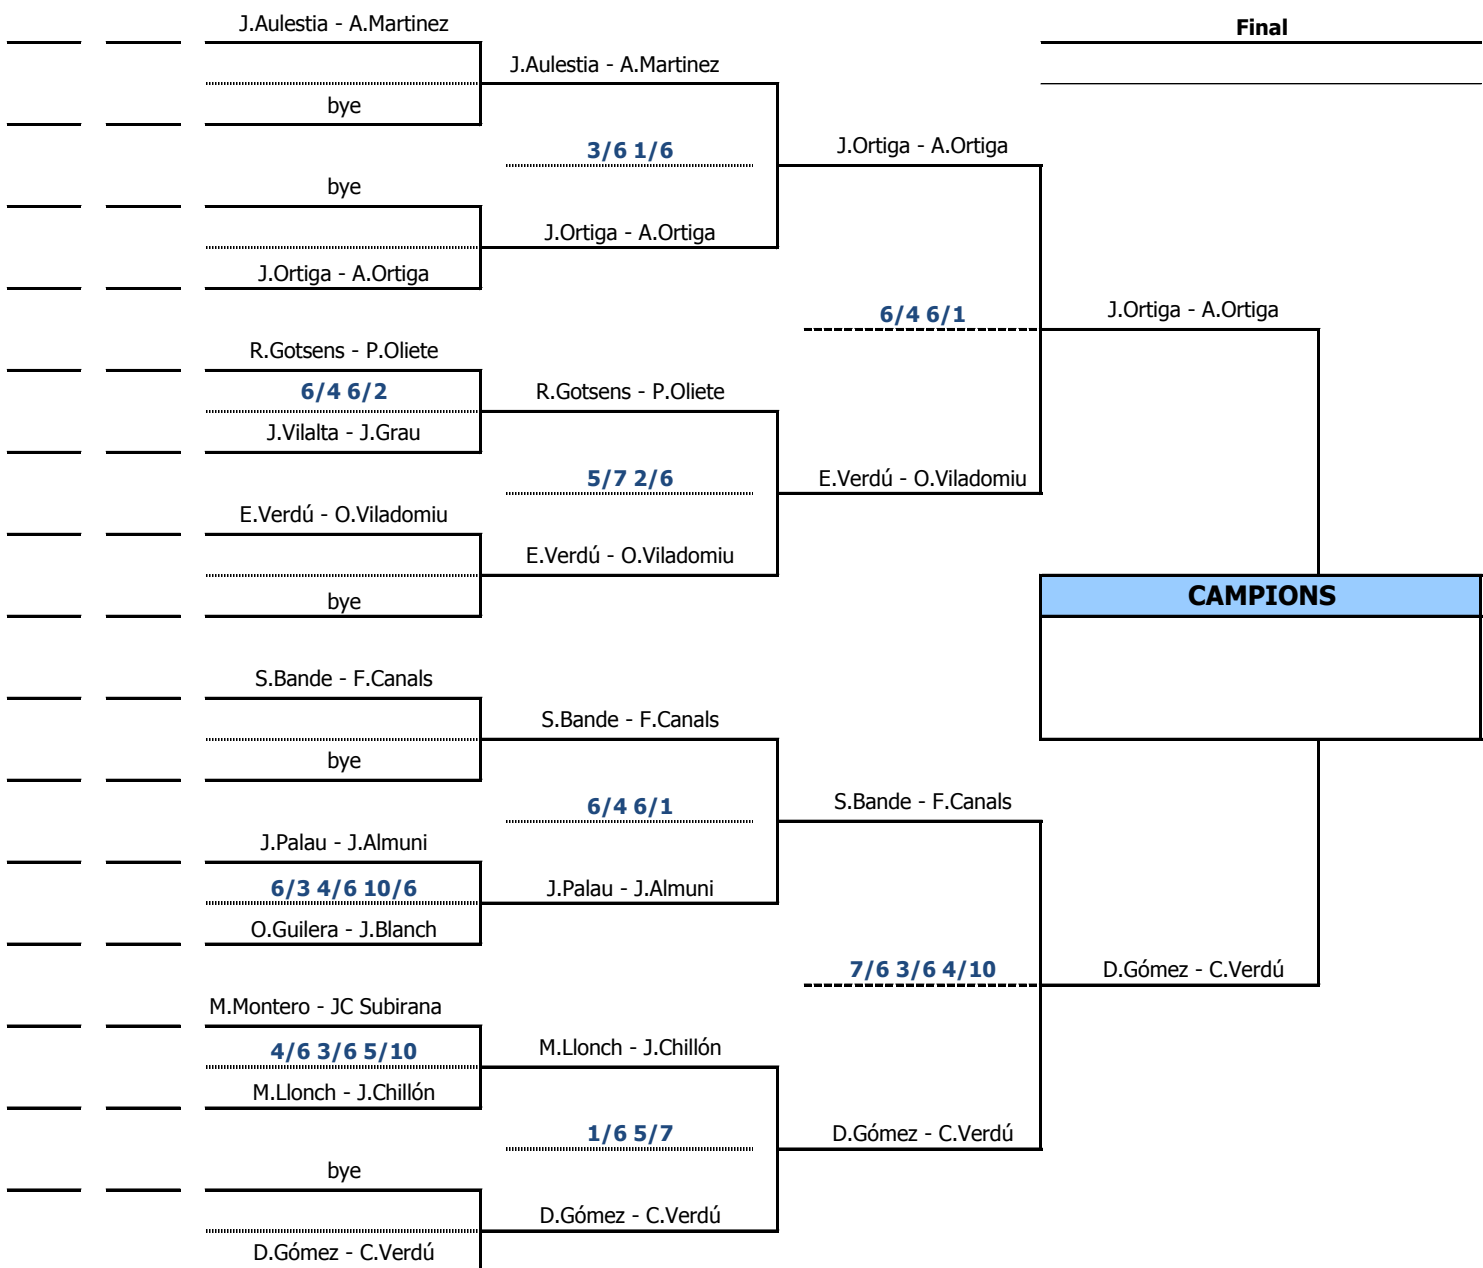 J.Aulestia - A.Martinez
Final
J.Aulestia - A.Martinez
bye
3/6 1/6
J.Ortiga - A.Ortiga
bye
J.Ortiga - A.Ortiga
J.Ortiga - A.Ortiga
6/4 6/1
J.Ortiga - A.Ortiga
R.Gotsens - P.Oliete
6/4 6/2
R.Gotsens - P.Oliete
J.Vilalta - J.Grau
5/7 2/6
E.Verdú - O.Viladomiu
E.Verdú - O.Viladomiu
E.Verdú - O.Viladomiu
bye
CAMPIONS
S.Bande - F.Canals
S.Bande - F.Canals
bye
6/4 6/1
S.Bande - F.Canals
J.Palau - J.Almuni
6/3 4/6 10/6
J.Palau - J.Almuni
O.Guilera - J.Blanch
7/6 3/6 4/10
D.Gómez - C.Verdú
M.Montero - JC Subirana
4/6 3/6 5/10
M.Llonch - J.Chillón
M.Llonch - J.Chillón
1/6 5/7
D.Gómez - C.Verdú
bye
D.Gómez - C.Verdú
D.Gómez - C.Verdú